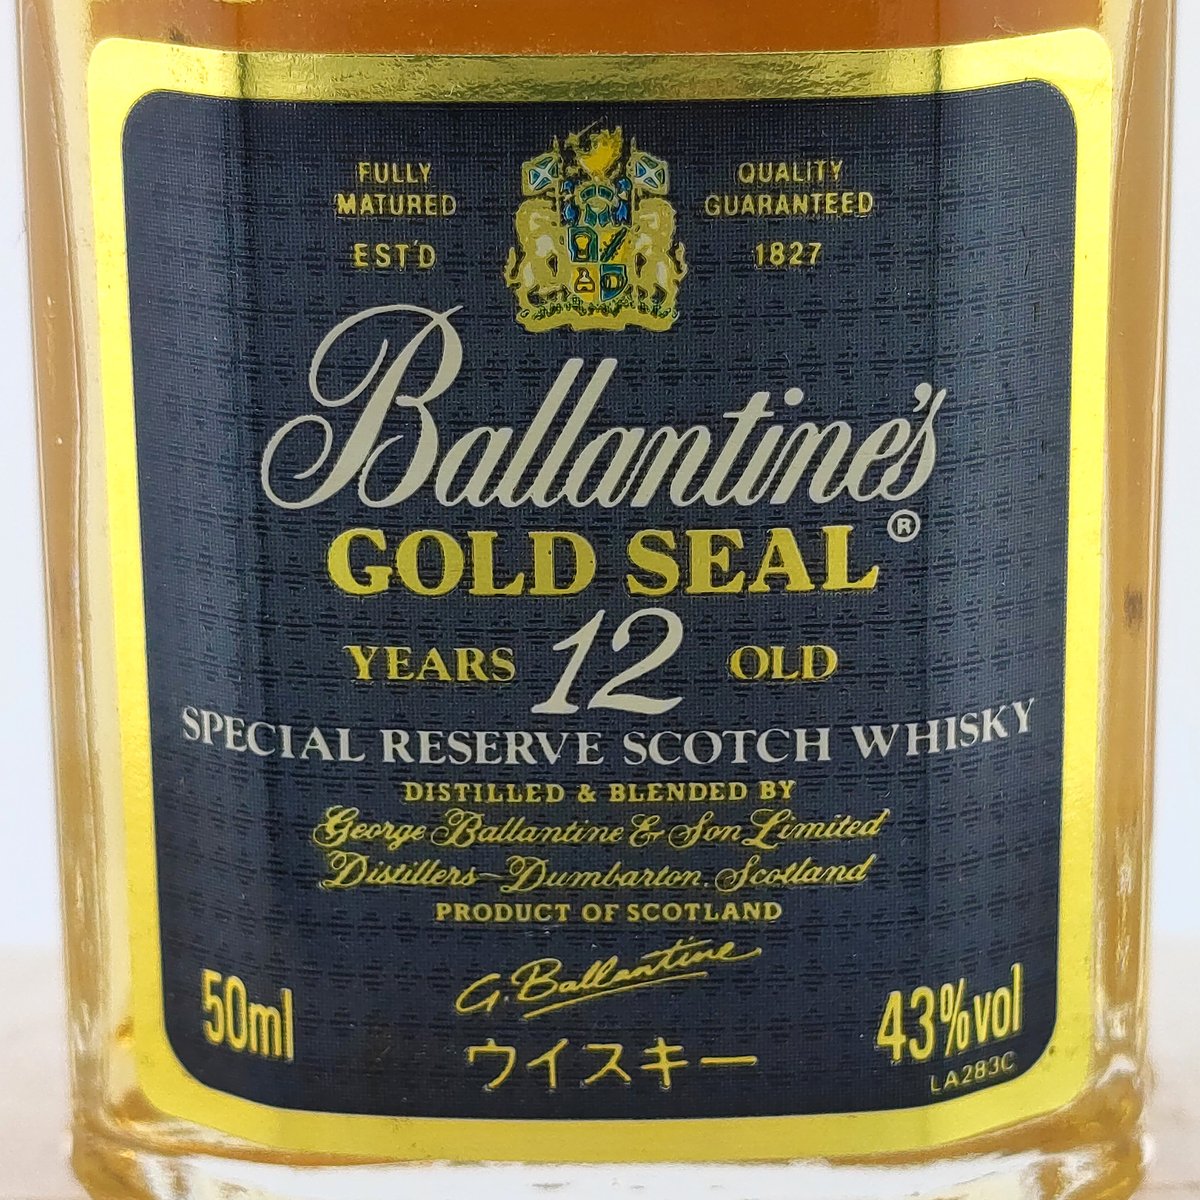 FULLY
MATURED
EST'D
QUALITY
GUARANTEED
1827
Ballantine's
®
GOLD SEAL
YEARS 12 OLD
SPECIAL RESERVE SCOTCH WHISKY
DISTILLED & BLENDED BY
George Ballantine & Son Limited
Distillers–Dumbarton, Scotland
PRODUCT OF SCOTLAND
G. Ballantine
50ml
43%vol
ウイスキー
LA283C